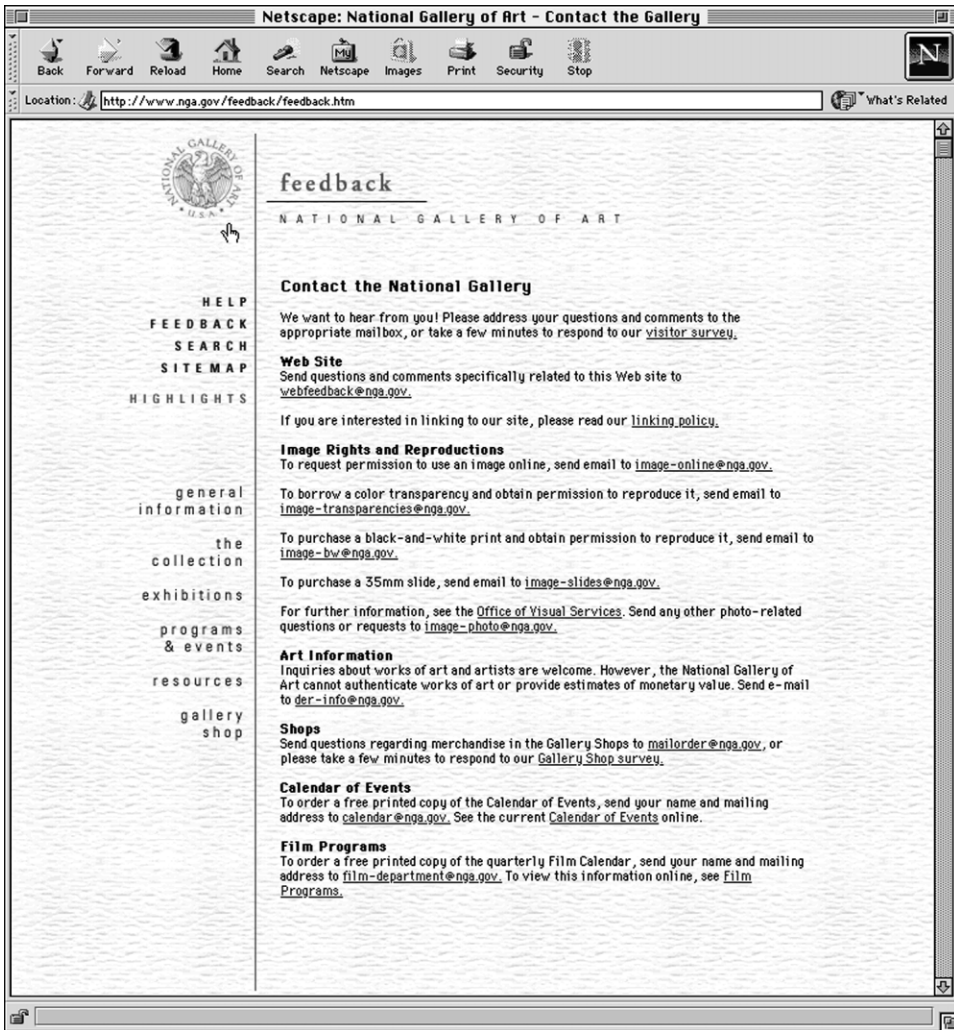 Netscape: National Gallery of Art - Contact the Gallery
Back Forward Reload Home Search Netscape Images Print Security Stop
My
N
Location: http://www.nga.gov/feedback/feedback.htm What's Related
NATIONAL GALLERY OF ART
• U.S.A. •
feedback
NATIONAL GALLERY OF ART
HELP
FEEDBACK
SEARCH
SITEMAP
HIGHLIGHTS
general
information
the
collection
exhibitions
programs
& events
resources
gallery
shop
Contact the National Gallery
We want to hear from you! Please address your questions and comments to the
appropriate mailbox, or take a few minutes to respond to our visitor survey.
Web Site
Send questions and comments specifically related to this Web site to
webfeedback@nga.gov.
If you are interested in linking to our site, please read our linking policy.
Image Rights and Reproductions
To request permission to use an image online, send email to image-online@nga.gov.
To borrow a color transparency and obtain permission to reproduce it, send email to
image-transparencies@nga.gov.
To purchase a black-and-white print and obtain permission to reproduce it, send email to
image-bw@nga.gov.
To purchase a 35mm slide, send email to image-slides@nga.gov.
For further information, see the Office of Visual Services. Send any other photo-related
questions or requests to image-photo@nga.gov.
Art Information
Inquiries about works of art and artists are welcome. However, the National Gallery of
Art cannot authenticate works of art or provide estimates of monetary value. Send e-mail
to der-info@nga.gov.
Shops
Send questions regarding merchandise in the Gallery Shops to mailorder@nga.gov, or
please take a few minutes to respond to our Gallery Shop survey.
Calendar of Events
To order a free printed copy of the Calendar of Events, send your name and mailing
address to calendar@nga.gov. See the current Calendar of Events online.
Film Programs
To order a free printed copy of the quarterly Film Calendar, send your name and mailing
address to film-department@nga.gov. To view this information online, see Film
Programs.